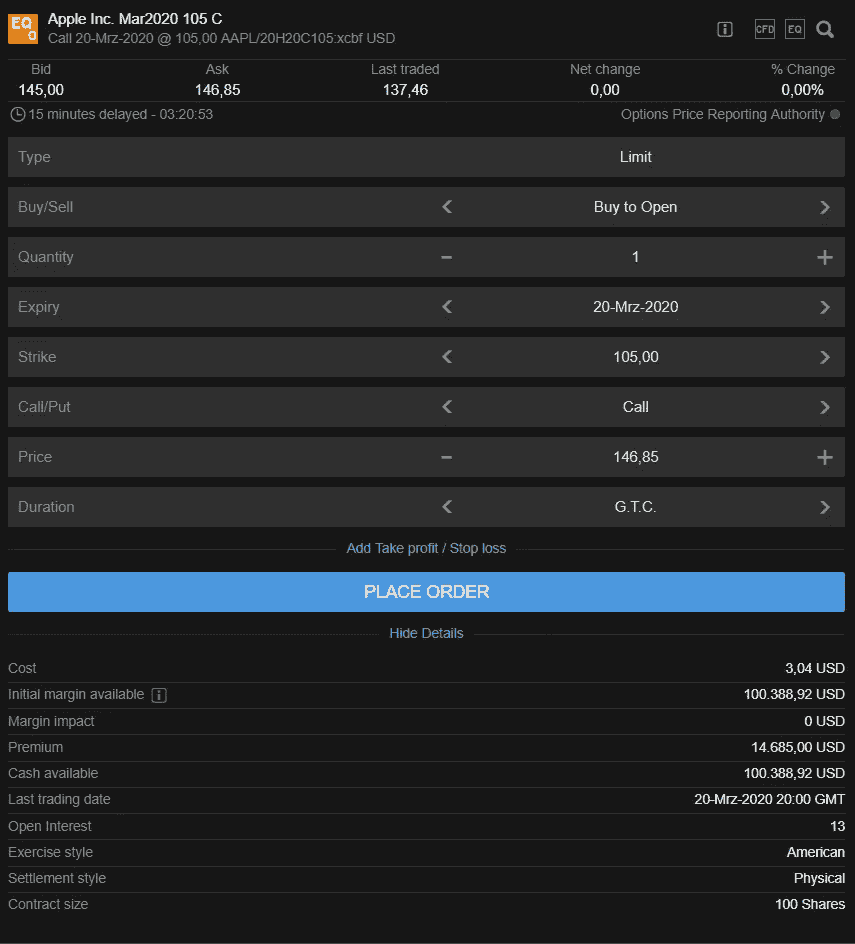 EQ
O
Apple Inc. Mar2020 105 C
Call 20-Mrz-2020 @ 105,00 AAPL/20H20C105:xcbf USD
CFD EQ
Bid Ask Last traded Net change % Change
145,00 146,85 137,46 0,00 0,00%
15 minutes delayed - 03:20:53 Options Price Reporting Authority
Type Limit
Buy/Sell Buy to Open
Quantity − 1 +
Expiry 20-Mrz-2020
Strike 105,00
Call/Put Call
Price − 146,85 +
Duration G.T.C.
Add Take profit / Stop loss
PLACE ORDER
Hide Details
Cost 3,04 USD
Initial margin available 100.388,92 USD
Margin impact 0 USD
Premium 14.685,00 USD
Cash available 100.388,92 USD
Last trading date 20-Mrz-2020 20:00 GMT
Open Interest 13
Exercise style American
Settlement style Physical
Contract size 100 Shares